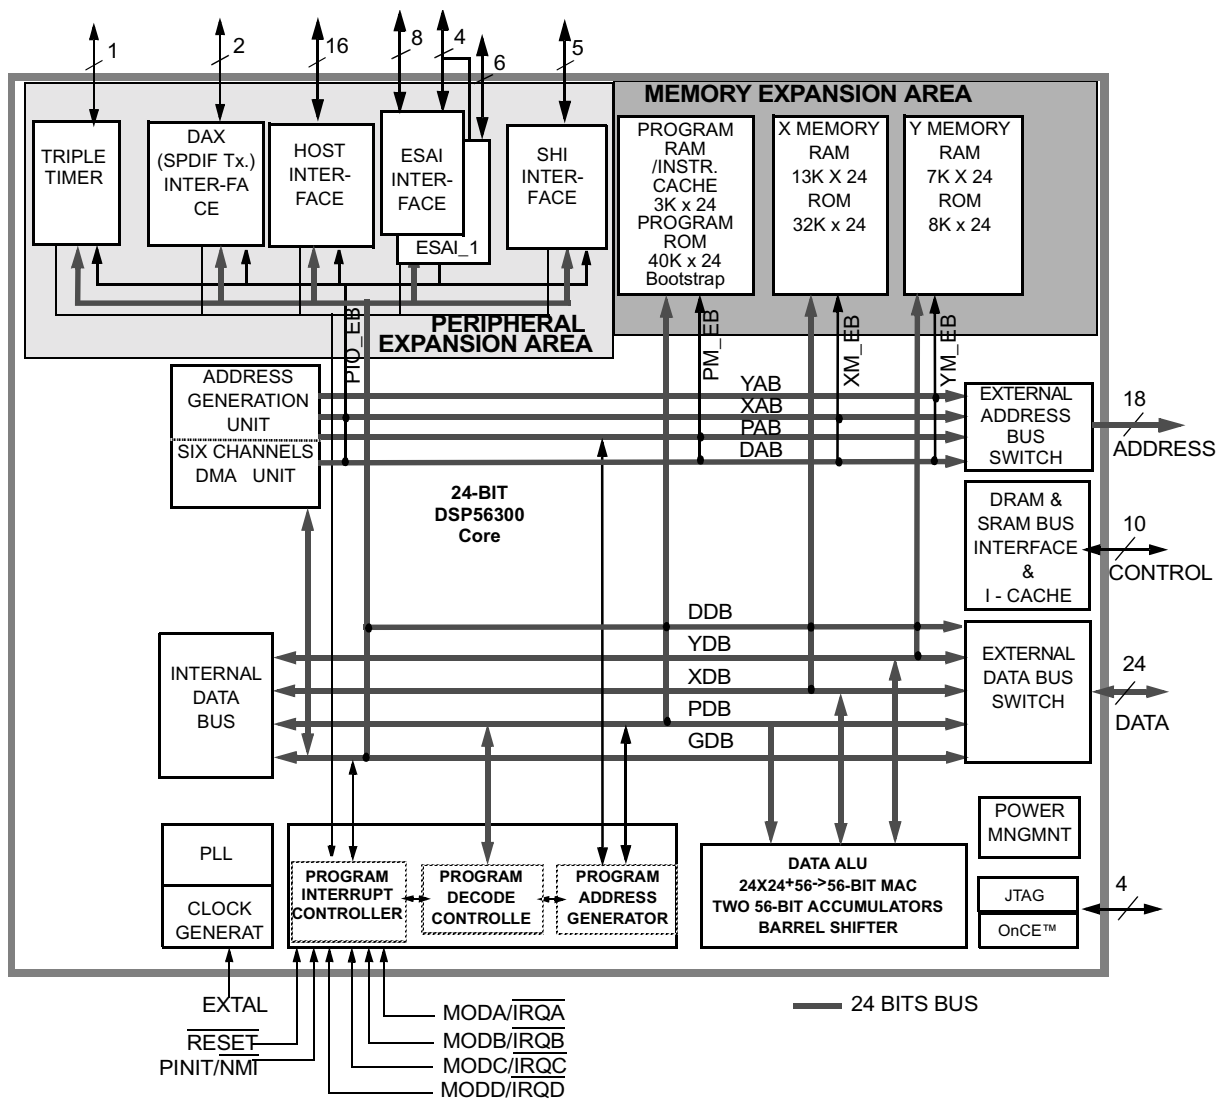 1
2
16
8
4
6
5
MEMORY EXPANSION AREA
TRIPLE
TIMER
DAX
(SPDIF Tx.)
INTER-FA
CE
HOST
INTER-
FACE
ESAI
INTER-
FACE
ESAI_1
SHI
INTER-
FACE
PROGRAM
RAM
/INSTR.
CACHE
3K x 24
PROGRAM
ROM
40K x 24
Bootstrap
X MEMORY
RAM
13K X 24
ROM
32K x 24
Y MEMORY
RAM
7K X 24
ROM
8K x 24
PERIPHERAL
EXPANSION AREA
PIO_EB
PM_EB
XM_EB
YM_EB
ADDRESS
GENERATION
UNIT
SIX CHANNELS
DMA UNIT
YAB
XAB
PAB
DAB
EXTERNAL
ADDRESS
BUS
SWITCH
18
ADDRESS
24-BIT
DSP56300
Core
DRAM &
SRAM BUS
INTERFACE
&
I - CACHE
10
CONTROL
DDB
YDB
XDB
PDB
GDB
INTERNAL
DATA
BUS
EXTERNAL
DATA BUS
SWITCH
24
DATA
PLL
CLOCK
GENERAT
PROGRAM
INTERRUPT
CONTROLLER
PROGRAM
DECODE
CONTROLLE
PROGRAM
ADDRESS
GENERATOR
DATA ALU
24X24+56->56-BIT MAC
TWO 56-BIT ACCUMULATORS
BARREL SHIFTER
POWER
MNGMNT
JTAG
OnCE™
4
EXTAL
RESET
PINIT/NMI
MODA/IRQA
MODB/IRQB
MODC/IRQC
MODD/IRQD
24 BITS BUS